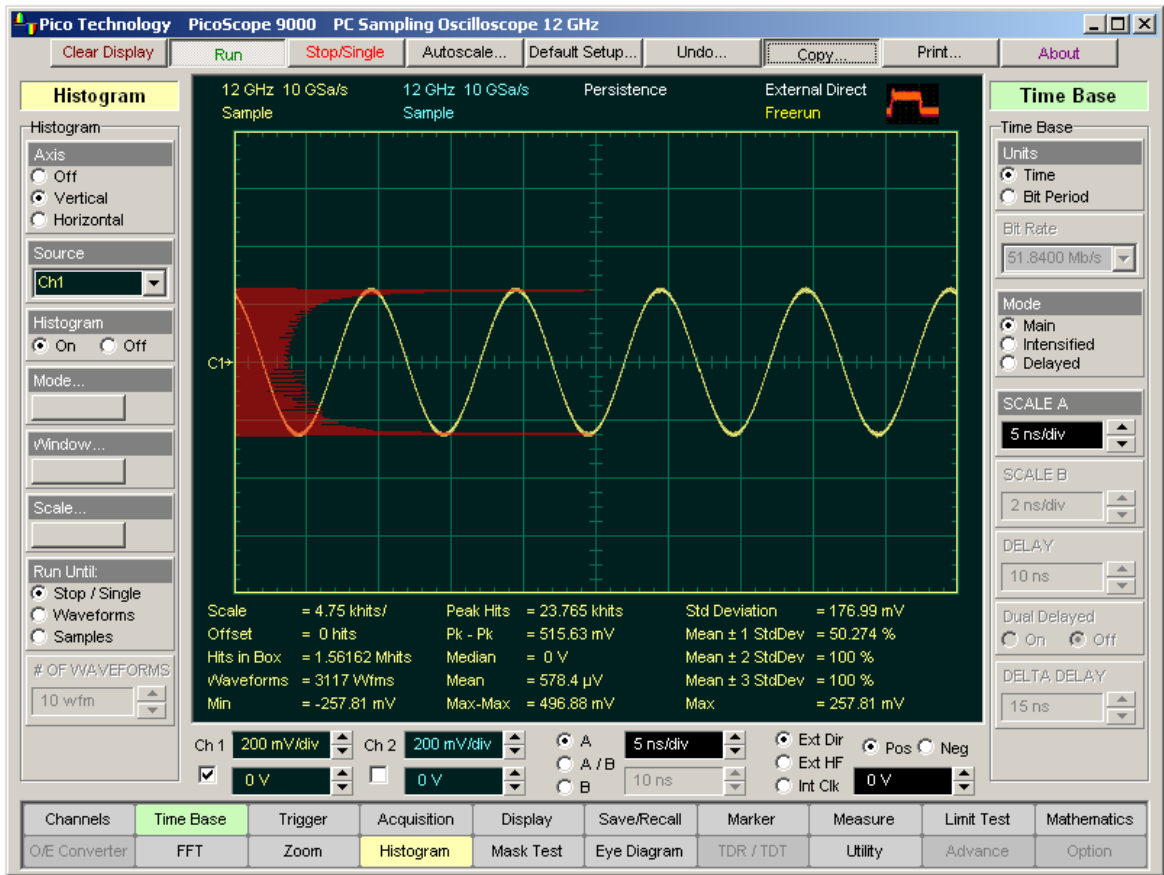 Pico Technology PicoScope 9000 PC Sampling Oscilloscope 12 GHz
Clear Display Run Stop/Single Autoscale... Default Setup... Undo... Copy... Print... About
Histogram
Histogram
Axis
Off
Vertical
Horizontal
Source
Ch1
Histogram
On Off
Mode...
Window...
Scale...
Run Until:
Stop / Single
Waveforms
Samples
# OF WAVEFORMS
10 wfm
12 GHz 10 GSa/s 12 GHz 10 GSa/s Persistence External Direct
Sample Sample Freerun
C1
Scale = 4.75 khits/ Peak Hits = 23.765 khits Std Deviation = 176.99 mV
Offset = 0 hits Pk - Pk = 515.63 mV Mean ± 1 StdDev = 50.274 %
Hits in Box = 1.56162 Mhits Median = 0 V Mean ± 2 StdDev = 100 %
Waveforms = 3117 Wfms Mean = 578.4 µV Mean ± 3 StdDev = 100 %
Min = -257.81 mV Max-Max = 496.88 mV Max = 257.81 mV
Ch 1 200 mV/div Ch 2 200 mV/div A 5 ns/div Ext Dir Pos Neg
A / B Ext HF
0 V 0 V B 10 ns Int Clk 0 V
Time Base
Time Base
Units
Time
Bit Period
Bit Rate
51.8400 Mb/s
Mode
Main
Intensified
Delayed
SCALE A
5 ns/div
SCALE B
2 ns/div
DELAY
10 ns
Dual Delayed
On Off
DELTA DELAY
15 ns
Channels Time Base Trigger Acquisition Display Save/Recall Marker Measure Limit Test Mathematics
O/E Converter FFT Zoom Histogram Mask Test Eye Diagram TDR / TDT Utility Advance Option